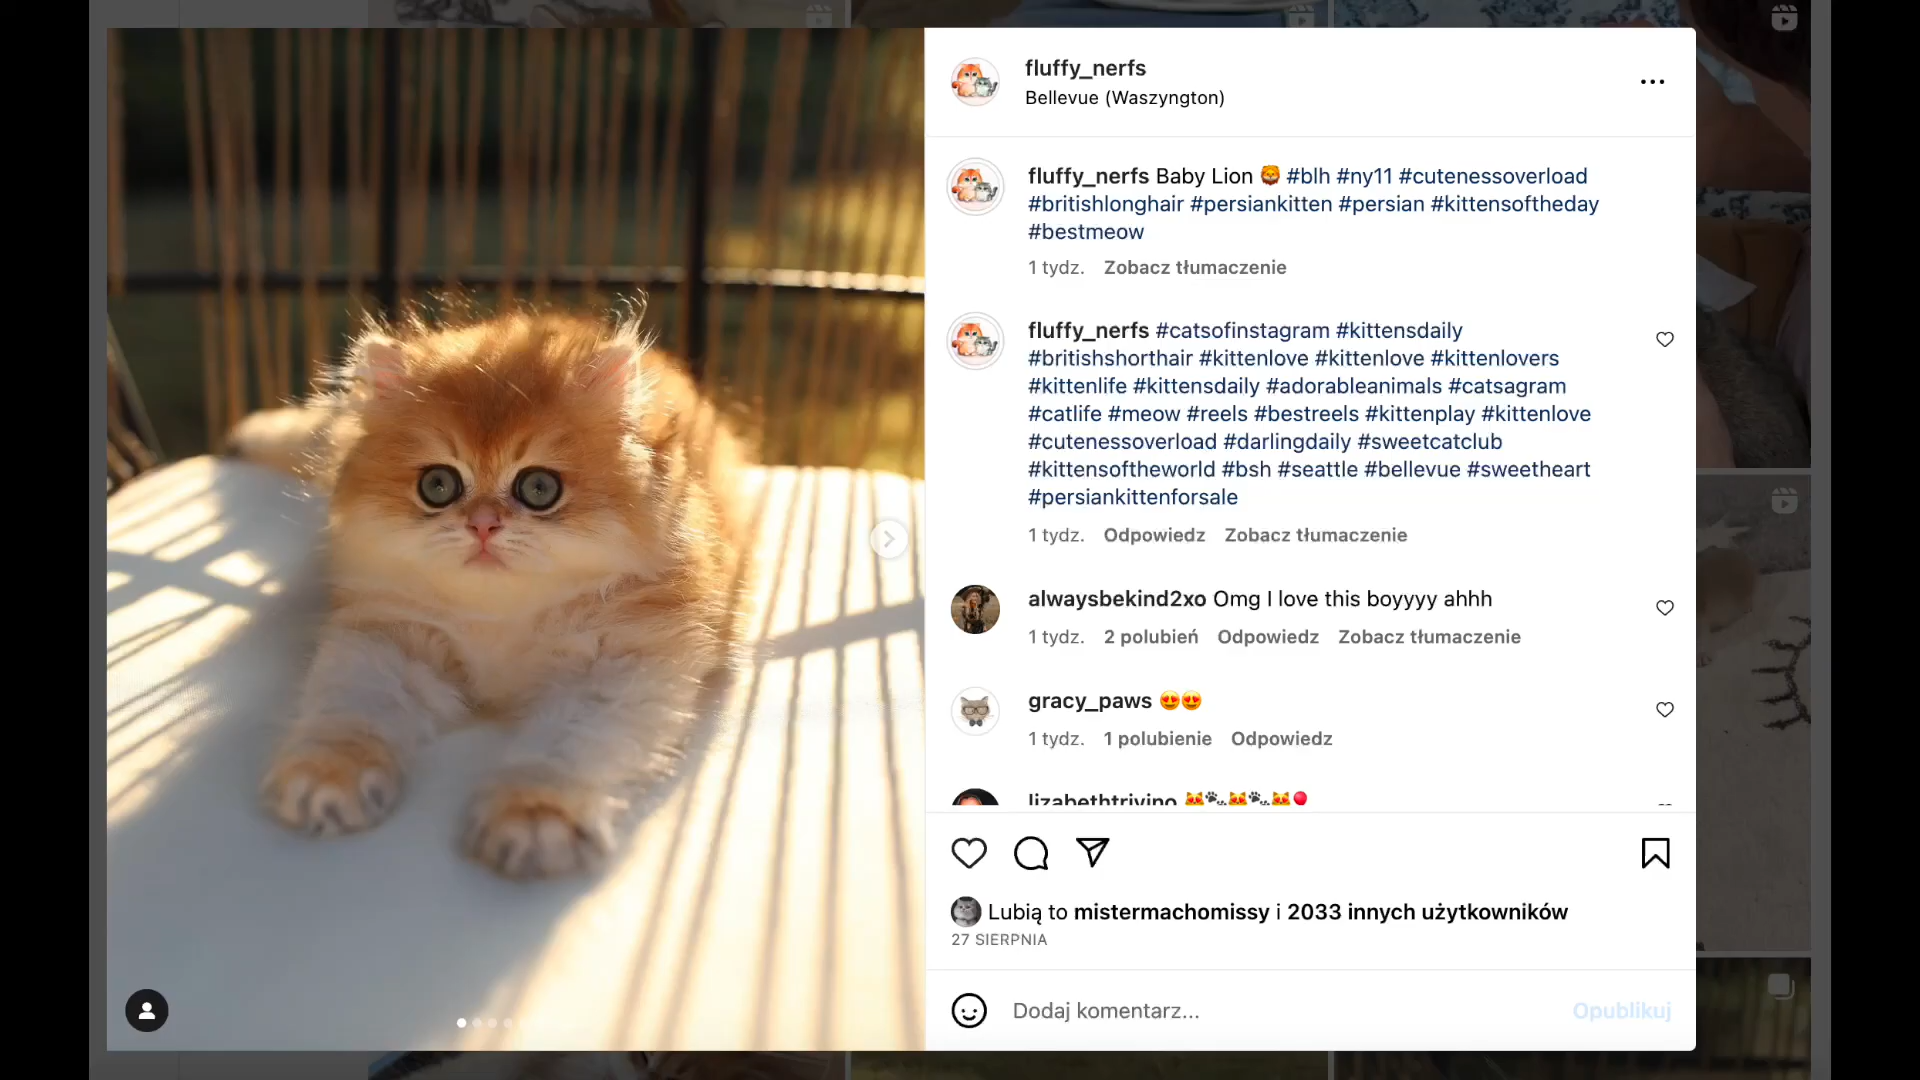 fluffy_nerfs
Bellevue (Waszyngton)
fluffy_nerfs Baby Lion 🦁 #blh #ny11 #cutenessoverload
#britishlonghair #persiankitten #persian #kittensoftheday
#bestmeow
1 tydz. Zobacz tłumaczenie
fluffy_nerfs #catsofinstagram #kittensdaily
#britishshorthair #kittenlove #kittenlove #kittenlovers
#kittenlife #kittensdaily #adorableanimals #catsagram
#catlife #meow #reels #bestreels #kittenplay #kittenlove
#cutenessoverload #darlingdaily #sweetcatclub
#kittensoftheworld #bsh #seattle #bellevue #sweetheart
#persiankittenforsale
1 tydz. Odpowiedz Zobacz tłumaczenie
alwaysbekind2xo Omg I love this boyyyy ahhh
1 tydz. 2 polubień Odpowiedz Zobacz tłumaczenie
gracy_paws 😍😍
1 tydz. 1 polubienie Odpowiedz
lizabethtrivino 😻🐾😻🐾😻🎈
Lubią to mistermachomissy i 2033 innych użytkowników
27 SIERPNIA
Dodaj komentarz...
Opublikuj